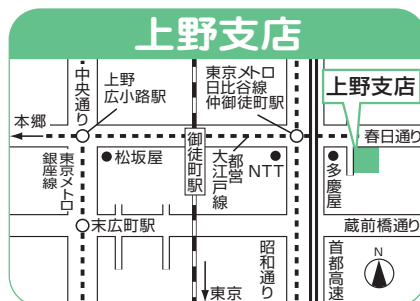 上野支店
中央通り
上野
広小路駅
東京メトロ
日比谷線
仲御徒町駅
上野支店
本郷
春日通り
東京メトロ
銀座線
松坂屋
御徒町駅
都営
大江戸線
NTT
多慶屋
末広町駅
蔵前橋通り
昭和通り
首都高速
N
東京